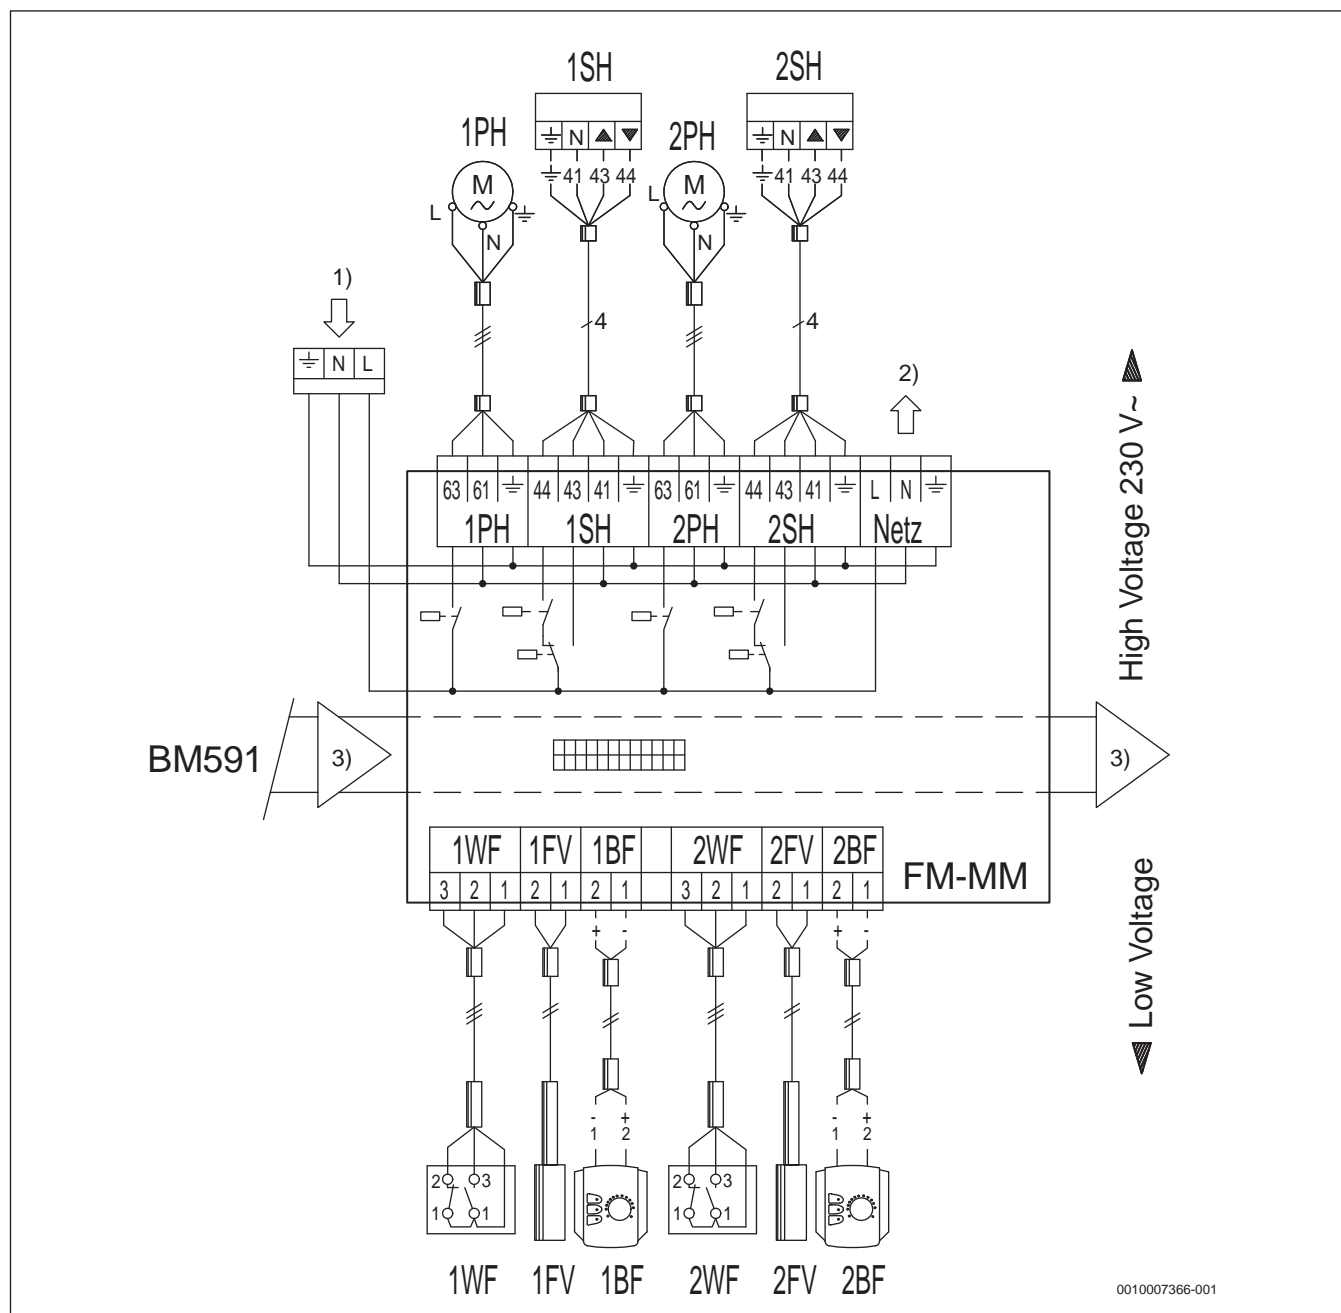 1SH 2SH
1PH 2PH
N N
M 41 43 44 M 41 43 44
L N L N
1)
4 4
N L
2)
63 61 44 43 41 63 61 44 43 41 L N
1PH 1SH 2PH 2SH Netz
High Voltage 230 V~
BM591 3) 3)
1WF 1FV 1BF 2WF 2FV 2BF
FM-MM
3 2 1 2 1 2 1 3 2 1 2 1 2 1
+ - + -
Low Voltage
- + - +
1 2 1 2
2 3 2 3
1 1 1 1
1WF 1FV 1BF 2WF 2FV 2BF
0010007366-001